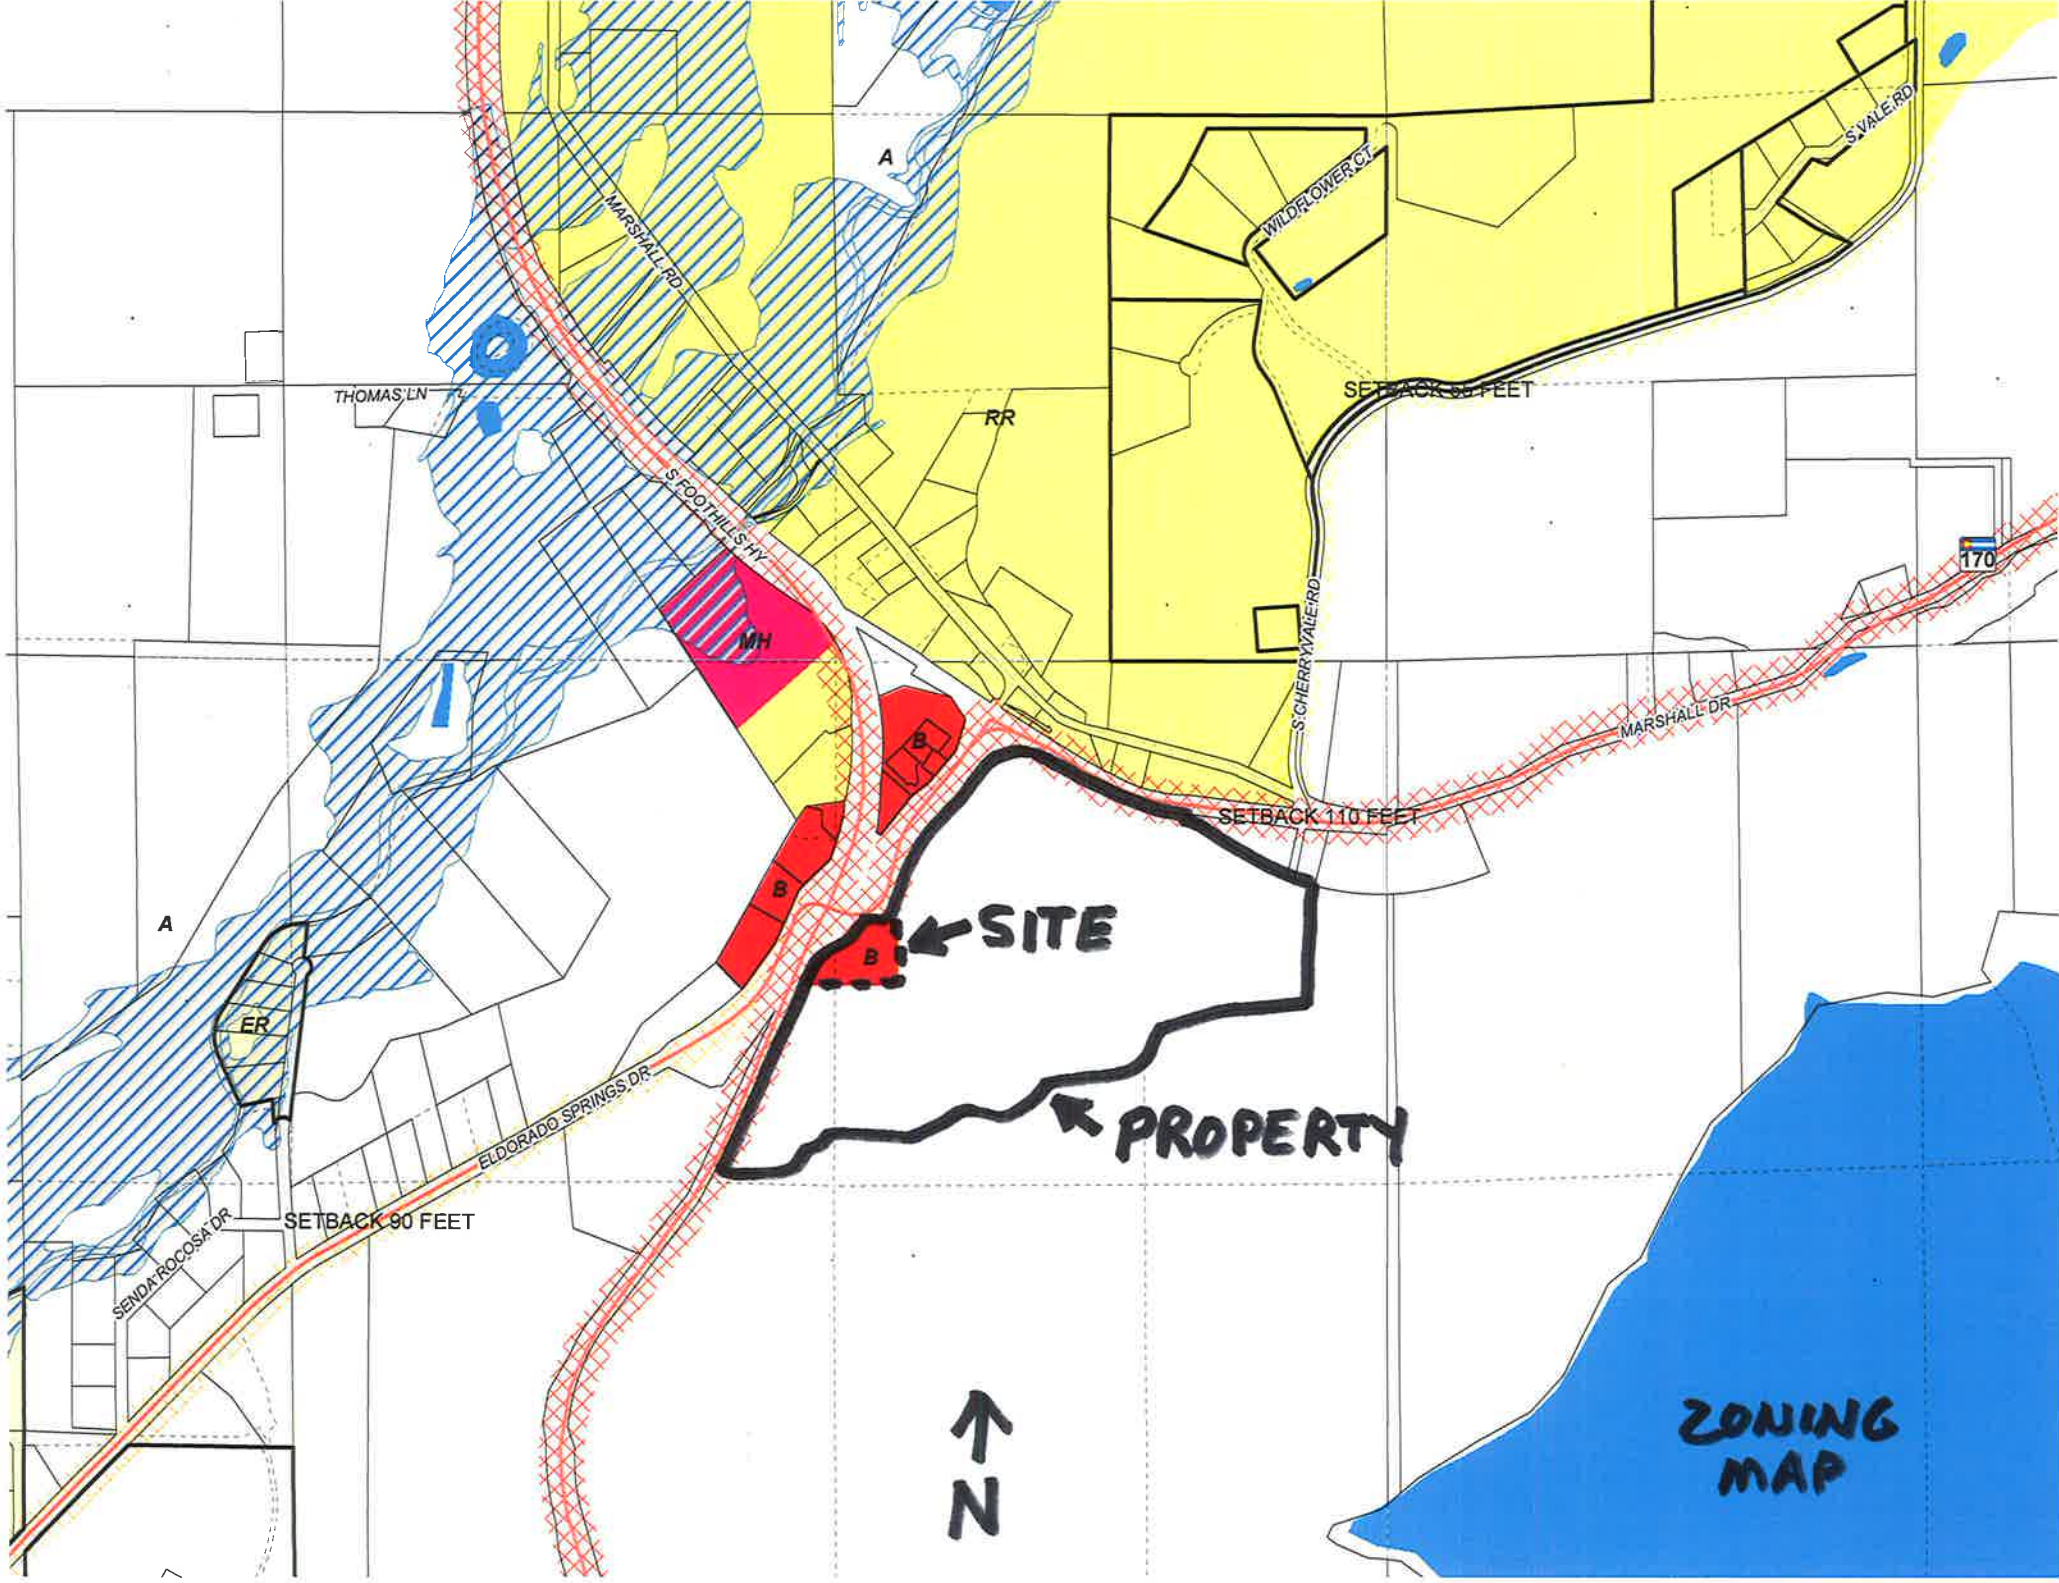 A
MARSHALL RD
WILDFLOWER CT
S VALE RD
THOMAS LN
SETBACK 65 FEET
RR
S FOOTHILLS HY
170
MH
S CHERRYVALE RD
MARSHALL DR
B
SETBACK 110 FEET
B
A
SITE
B
ER
ELDORADO SPRINGS DR
PROPERTY
SETBACK 90 FEET
SENDA ROCOSA DR
ZONING
MAP
N